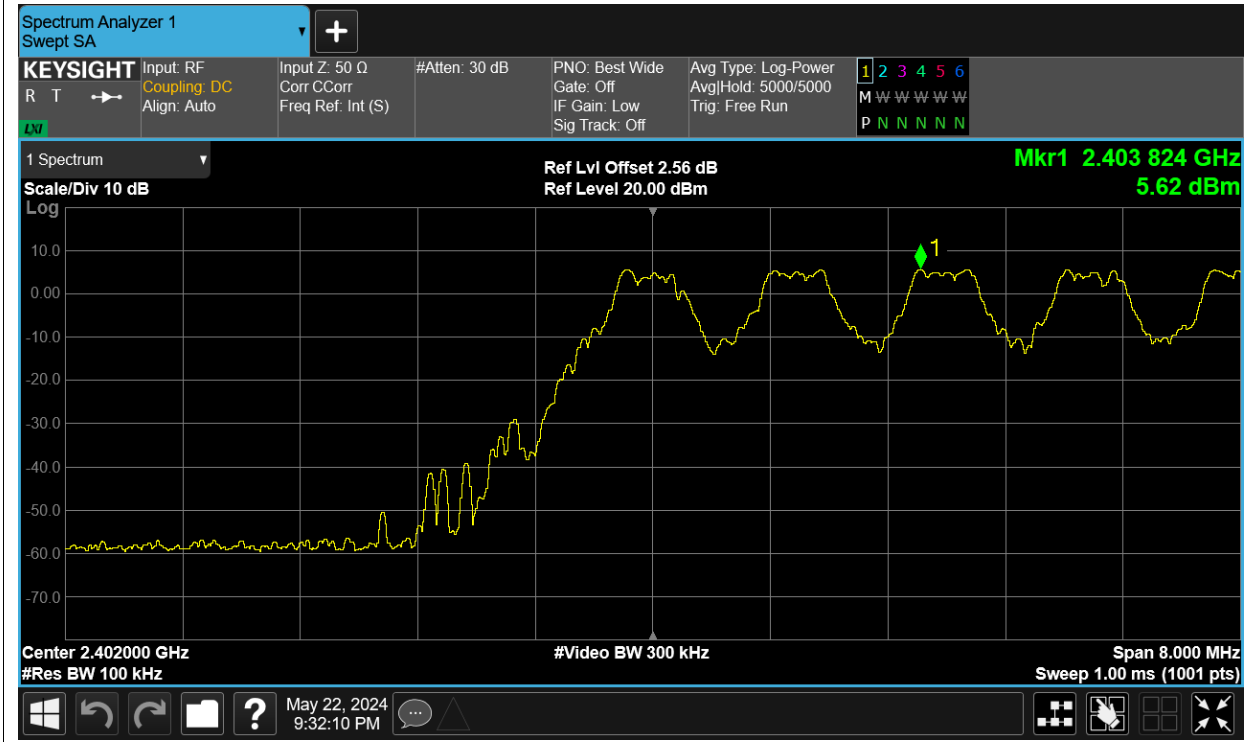 Spectrum Analyzer 1
Swept SA
KEYSIGHT
R T
LXI
Input: RF
Coupling: DC
Align: Auto
Input Z: 50 Ω
Corr CCorr
Freq Ref: Int (S)
#Atten: 30 dB
PNO: Best Wide
Gate: Off
IF Gain: Low
Sig Track: Off
Avg Type: Log-Power
Avg|Hold: 5000/5000
Trig: Free Run
1 2 3 4 5 6
M W W W W W
P N N N N N
1 Spectrum
Scale/Div 10 dB
Log
Ref Lvl Offset 2.56 dB
Ref Level 20.00 dBm
Mkr1 2.403 824 GHz
5.62 dBm
1
10.0
0.00
-10.0
-20.0
-30.0
-40.0
-50.0
-60.0
-70.0
Center 2.402000 GHz
#Video BW 300 kHz
Span 8.000 MHz
#Res BW 100 kHz
Sweep 1.00 ms (1001 pts)
?
May 22, 2024
9:32:10 PM